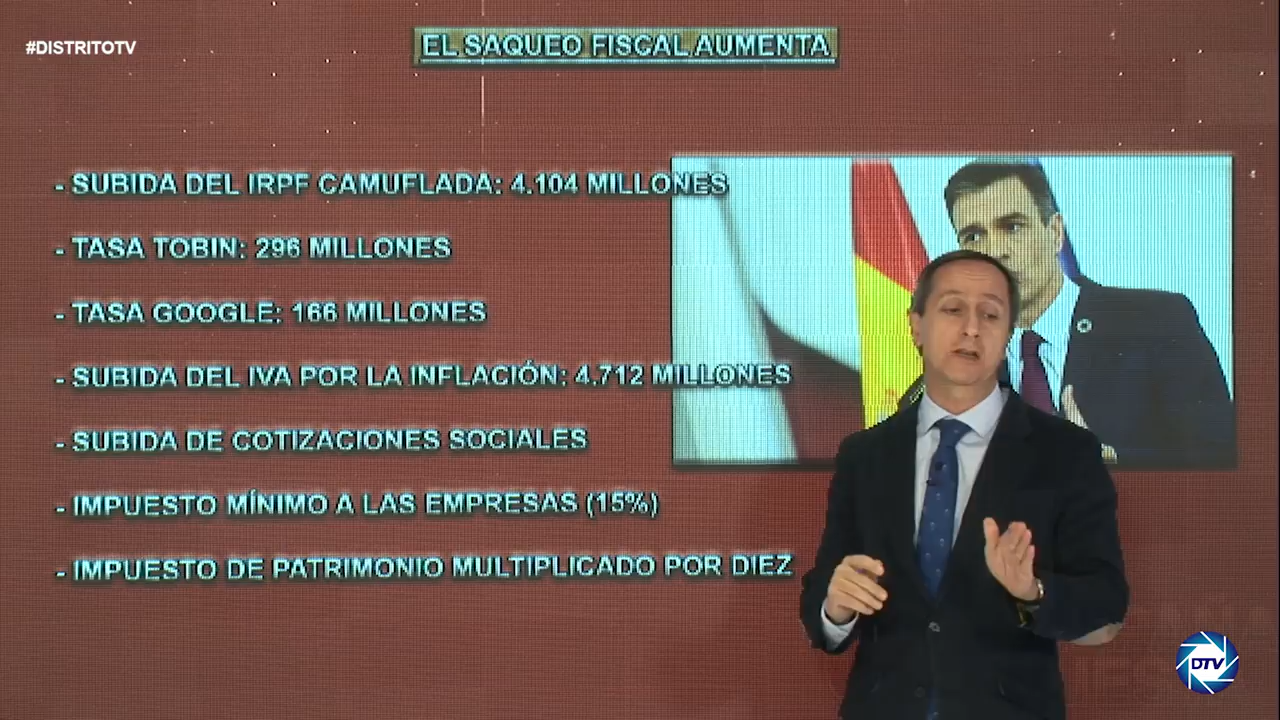 #DISTRITOTV
EL SAQUEO FISCAL AUMENTA
- SUBIDA DEL IRPF CAMUFLADA: 4.104 MILLONES
- TASA TOBIN: 296 MILLONES
- TASA GOOGLE: 166 MILLONES
- SUBIDA DEL IVA POR LA INFLACIÓN: 4.712 MILLONES
- SUBIDA DE COTIZACIONES SOCIALES
- IMPUESTO MÍNIMO A LAS EMPRESAS (15%)
- IMPUESTO DE PATRIMONIO MULTIPLICADO POR DIEZ
DTV